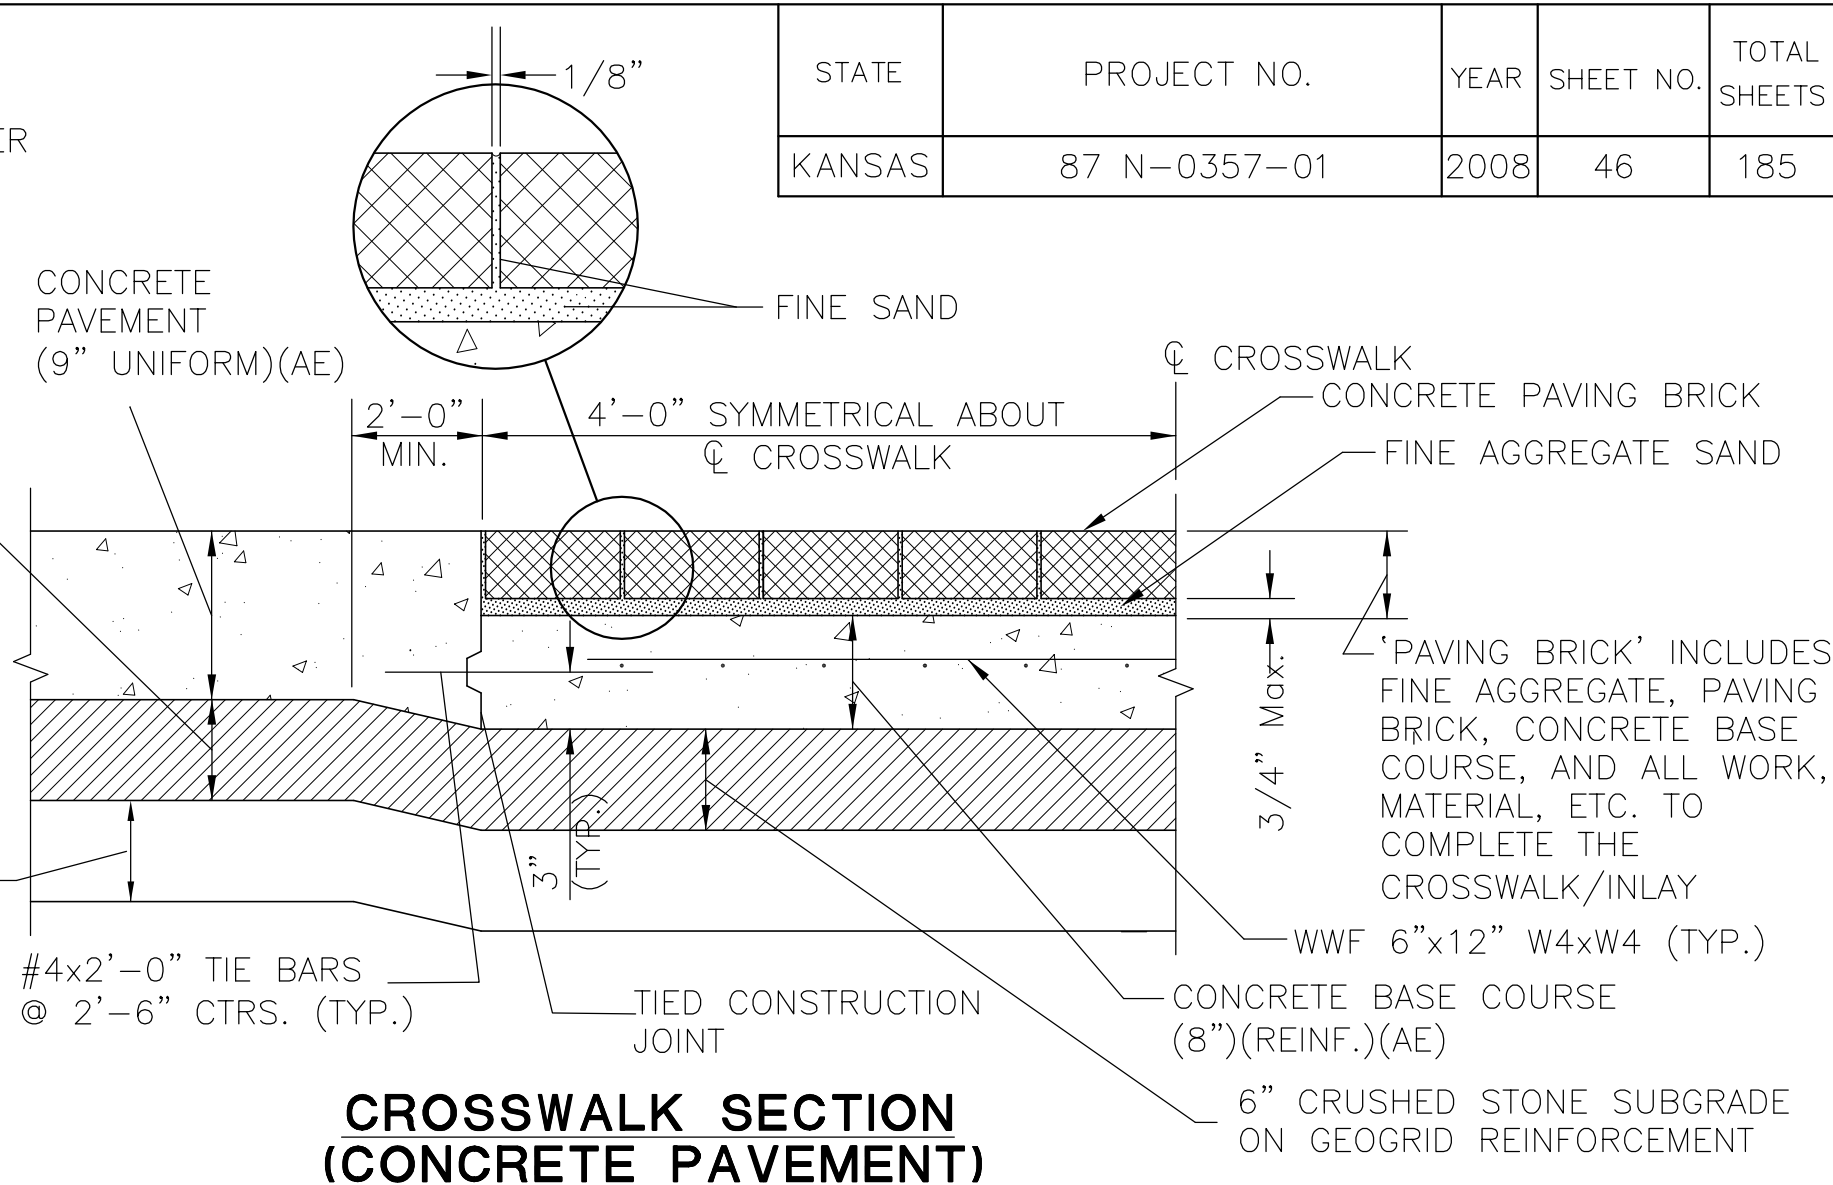 STATE
PROJECT NO.
YEAR
SHEET NO.
TOTAL
SHEETS
KANSAS
87 N-0357-01
2008
46
185
1/8"
ER
FINE SAND
CONCRETE
PAVEMENT
(9" UNIFORM)(AE)
2'-0"
MIN.
4'-0" SYMMETRICAL ABOUT
℄ CROSSWALK
℄ CROSSWALK
CONCRETE PAVING BRICK
FINE AGGREGATE SAND
3/4" Max.
'PAVING BRICK' INCLUDES
FINE AGGREGATE, PAVING
BRICK, CONCRETE BASE
COURSE, AND ALL WORK,
MATERIAL, ETC. TO
COMPLETE THE
CROSSWALK/INLAY
3"
(TYP.)
WWF 6"x12" W4xW4 (TYP.)
#4x2'-0" TIE BARS
@ 2'-6" CTRS. (TYP.)
TIED CONSTRUCTION
JOINT
CONCRETE BASE COURSE
(8")(REINF.)(AE)
6" CRUSHED STONE SUBGRADE
ON GEOGRID REINFORCEMENT
CROSSWALK SECTION
(CONCRETE PAVEMENT)